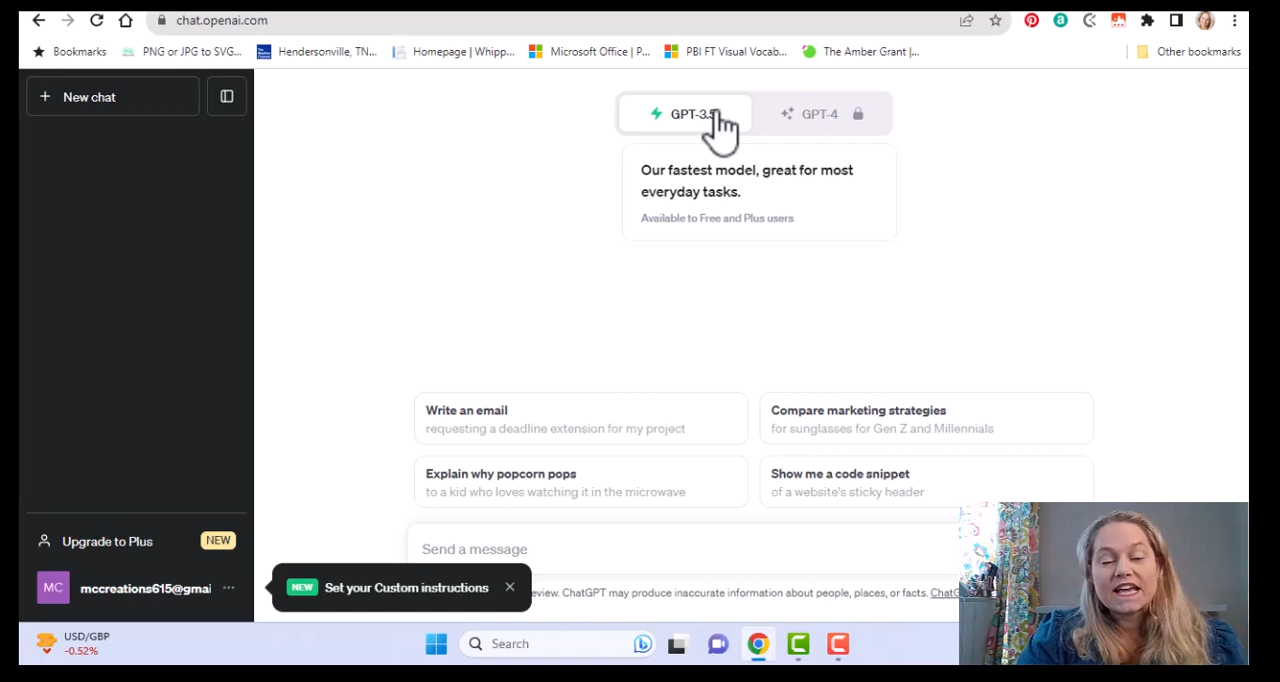 chat.openai.com
Bookmarks PNG or JPG to SVG... Hendersonville, TN... Homepage | Whipp... Microsoft Office | P... PBI FT Visual Vocab... The Amber Grant |... Other bookmarks
+ New chat
GPT-3.5 GPT-4
Our fastest model, great for most
everyday tasks.
Available to Free and Plus users
Write an email
requesting a deadline extension for my project
Compare marketing strategies
for sunglasses for Gen Z and Millennials
Explain why popcorn pops
to a kid who loves watching it in the microwave
Show me a code snippet
of a website's sticky header
Send a message
Upgrade to Plus NEW
MC mccreations615@gmai ...
NEW Set your Custom instructions
eview. ChatGPT may produce inaccurate information about people, places, or facts. ChatG
USD/GBP
-0.52%
Search